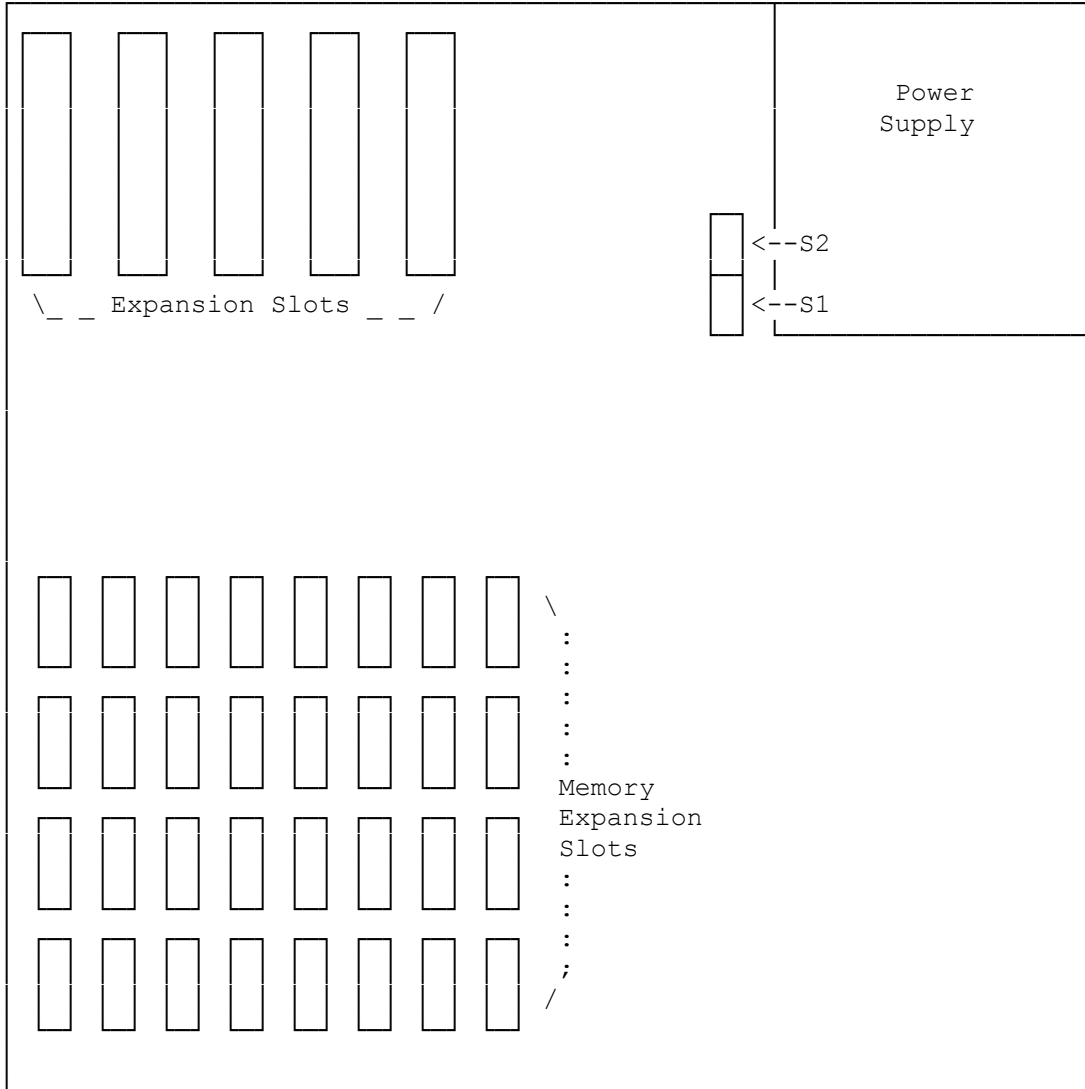 Power
Supply
<--S2
\_ _ Expansion Slots _ _ /
<--S1
Memory
Expansion
Slots